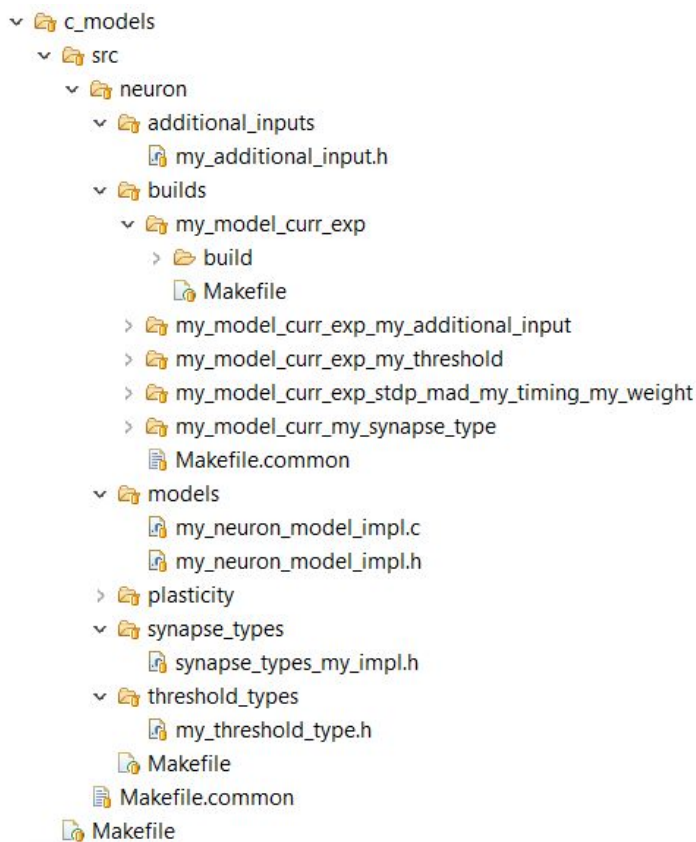 c_models
src
neuron
additional_inputs
my_additional_input.h
builds
my_model_curr_exp
build
Makefile
my_model_curr_exp_my_additional_input
my_model_curr_exp_my_threshold
my_model_curr_exp_stdp_mad_my_timing_my_weight
my_model_curr_my_synapse_type
Makefile.common
models
my_neuron_model_impl.c
my_neuron_model_impl.h
plasticity
synapse_types
synapse_types_my_impl.h
threshold_types
my_threshold_type.h
Makefile
Makefile.common
Makefile